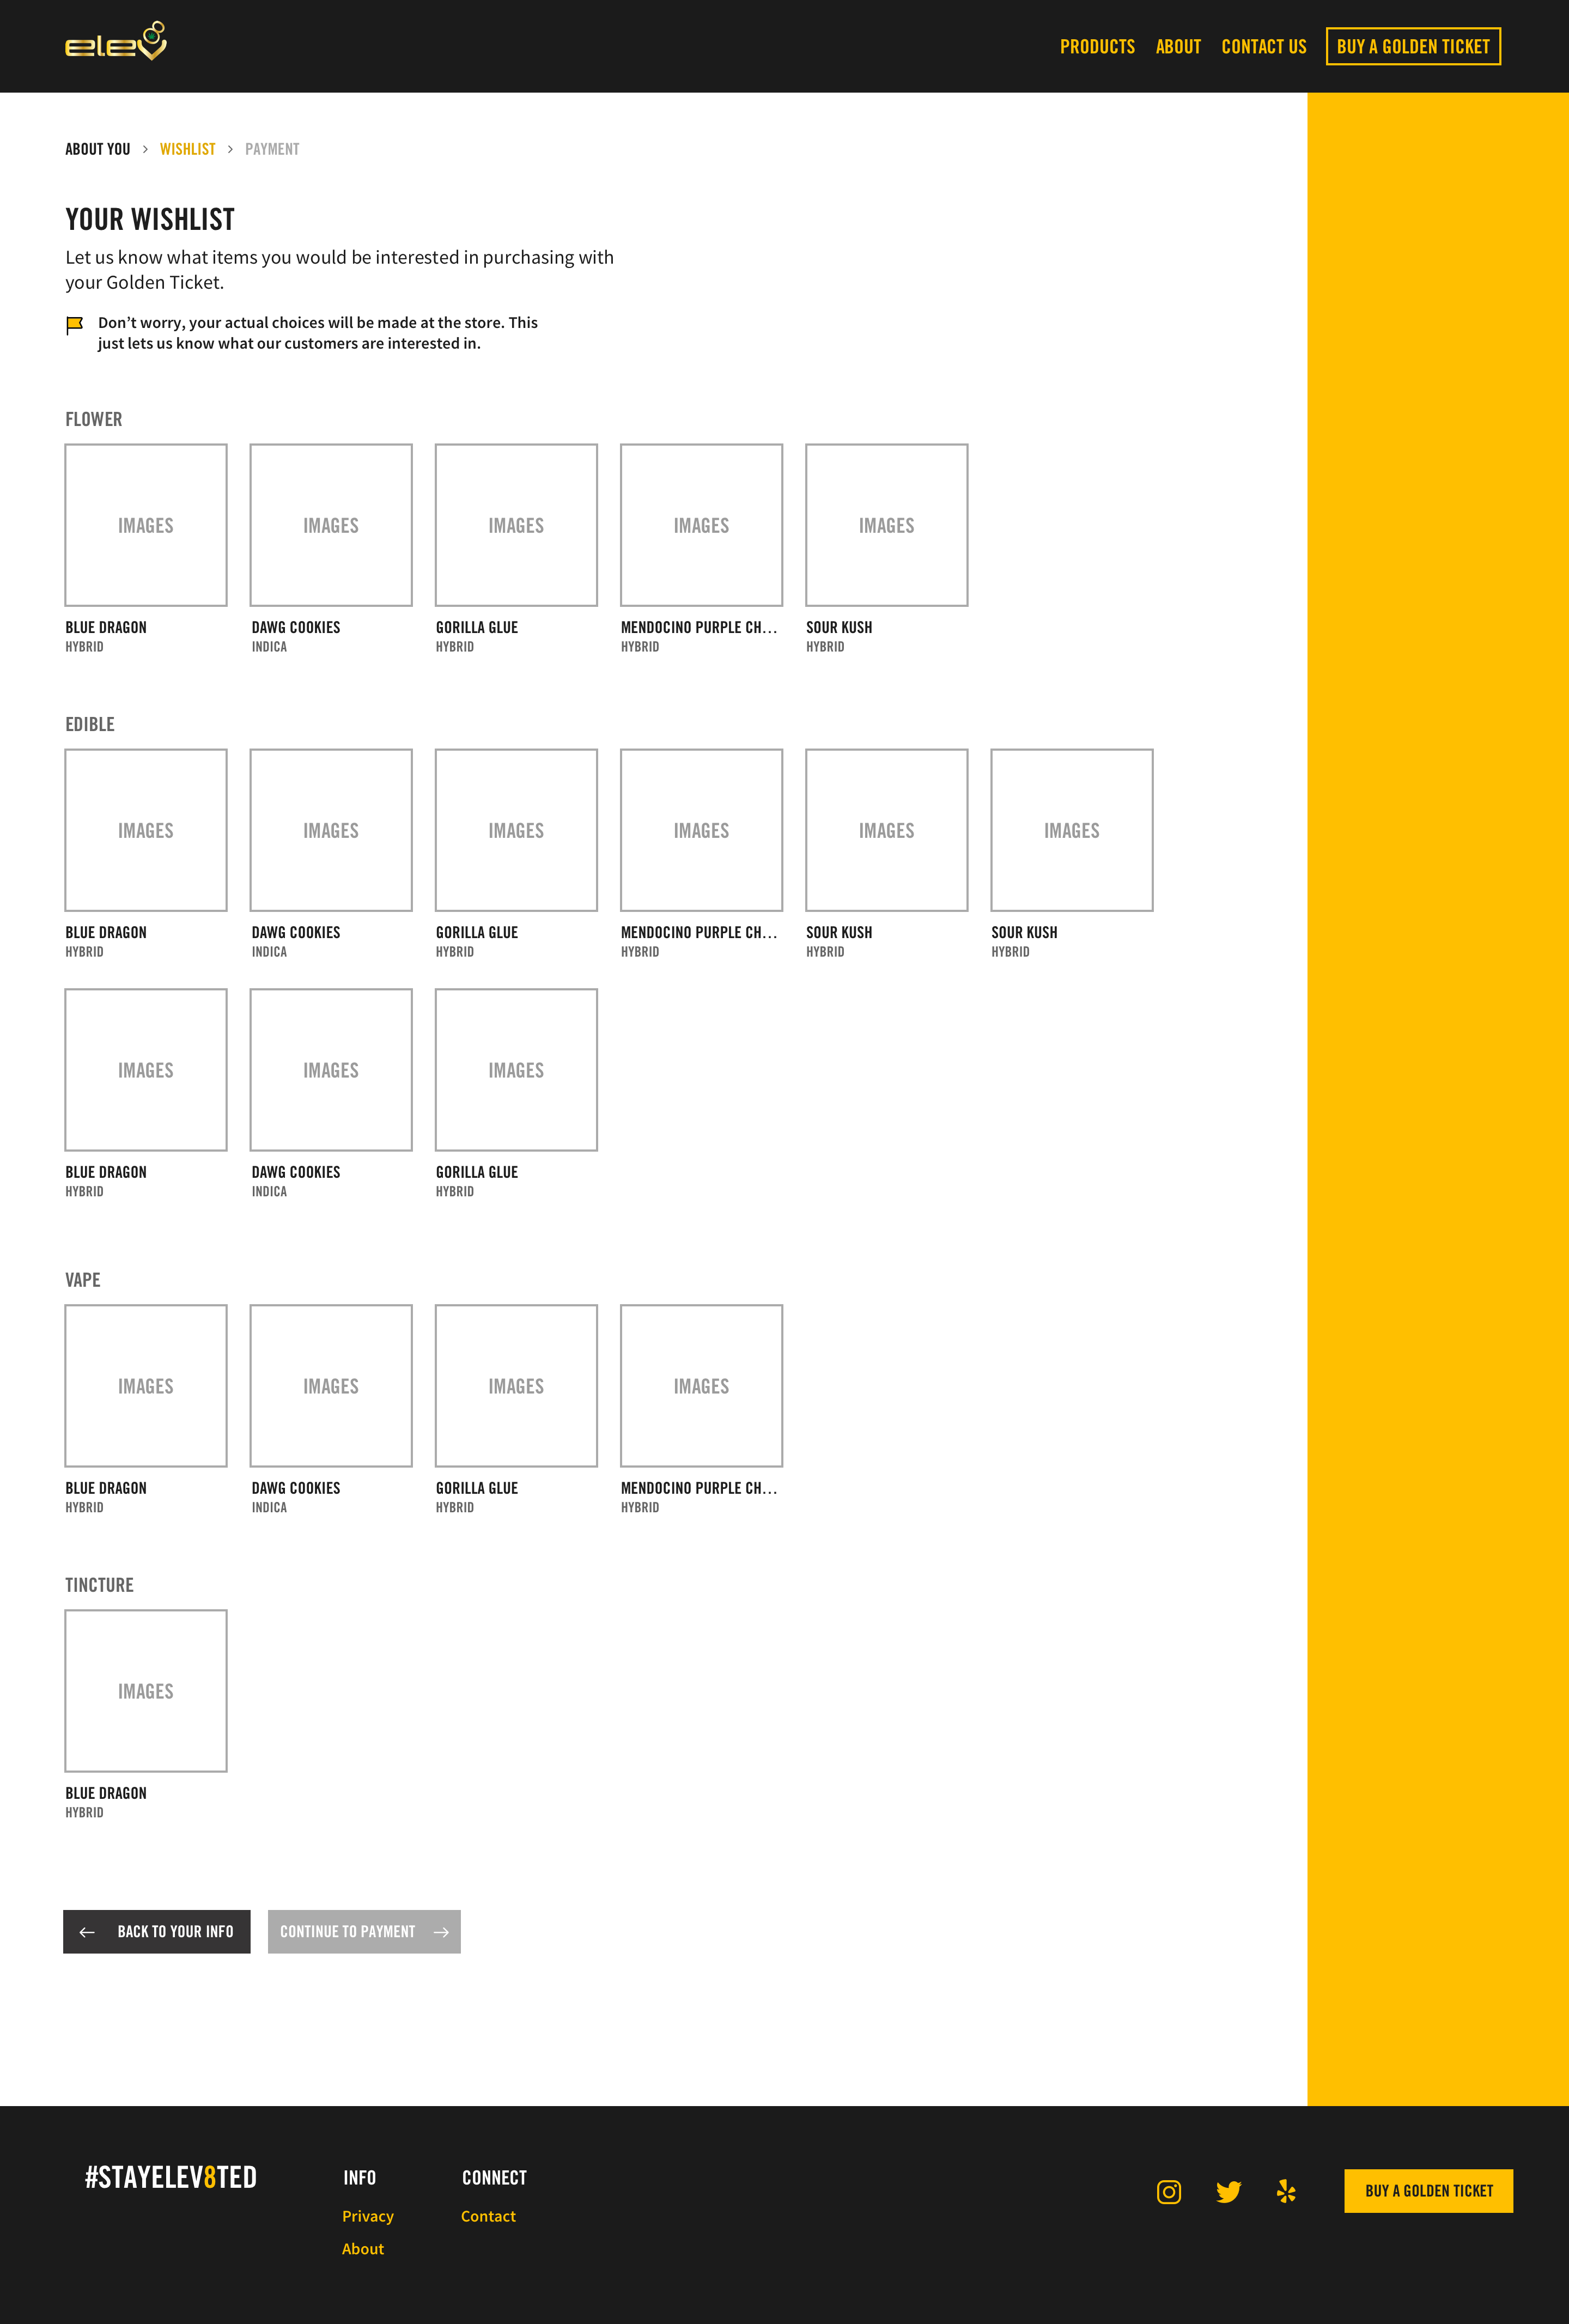 elev8
PRODUCTS ABOUT CONTACT US BUY A GOLDEN TICKET
ABOUT YOU > WISHLIST > PAYMENT
YOUR WISHLIST
Let us know what items you would be interested in purchasing with
your Golden Ticket.
Don’t worry, your actual choices will be made at the store. This
just lets us know what our customers are interested in.
FLOWER
IMAGES IMAGES IMAGES IMAGES IMAGES
BLUE DRAGON DAWG COOKIES GORILLA GLUE MENDOCINO PURPLE CH... SOUR KUSH
HYBRID INDICA HYBRID HYBRID HYBRID
EDIBLE
IMAGES IMAGES IMAGES IMAGES IMAGES IMAGES
BLUE DRAGON DAWG COOKIES GORILLA GLUE MENDOCINO PURPLE CH... SOUR KUSH SOUR KUSH
HYBRID INDICA HYBRID HYBRID HYBRID HYBRID
IMAGES IMAGES IMAGES
BLUE DRAGON DAWG COOKIES GORILLA GLUE
HYBRID INDICA HYBRID
VAPE
IMAGES IMAGES IMAGES IMAGES
BLUE DRAGON DAWG COOKIES GORILLA GLUE MENDOCINO PURPLE CH...
HYBRID INDICA HYBRID HYBRID
TINCTURE
IMAGES
BLUE DRAGON
HYBRID
BACK TO YOUR INFO CONTINUE TO PAYMENT
#STAYELEV8TED INFO CONNECT BUY A GOLDEN TICKET
Privacy Contact
About